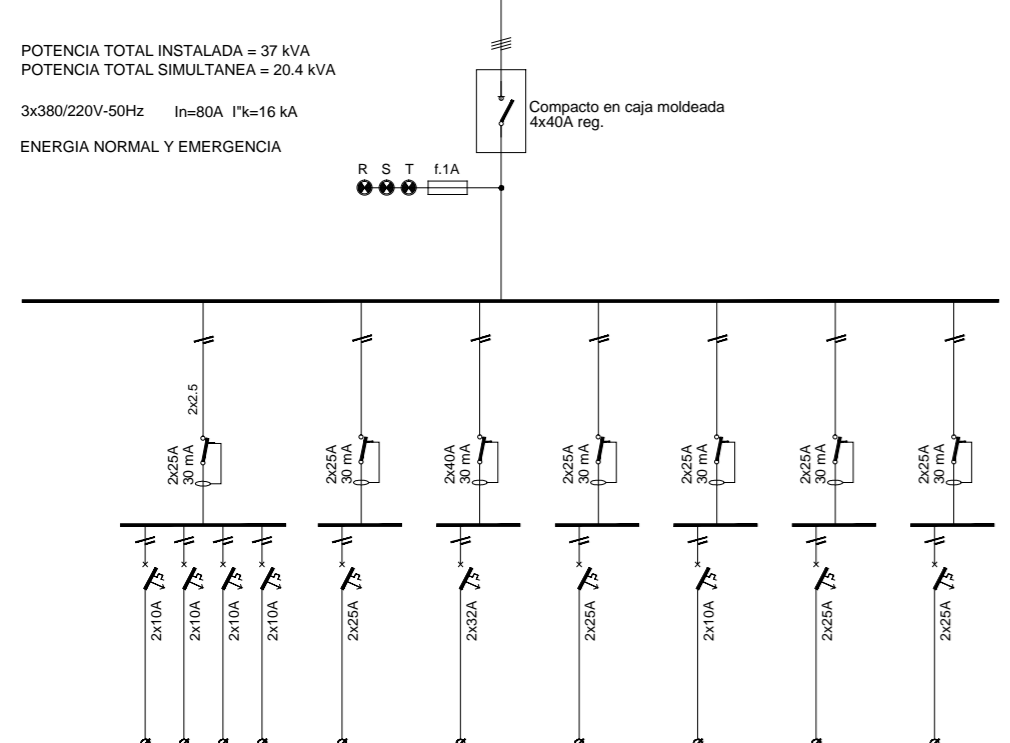 POTENCIA TOTAL INSTALADA = 37 kVA
POTENCIA TOTAL SIMULTANEA = 20.4 kVA
3x380/220V-50Hz In=80A I"k=16 kA
ENERGIA NORMAL Y EMERGENCIA
Compacto en caja moldeada
4x40A reg.
R S T f.1A
2x2.5
2x25A
30 mA
2x25A
30 mA
2x40A
30 mA
2x25A
30 mA
2x25A
30 mA
2x25A
30 mA
2x25A
30 mA
2x10A
2x10A
2x10A
2x10A
2x25A
2x32A
2x25A
2x10A
2x25A
2x25A